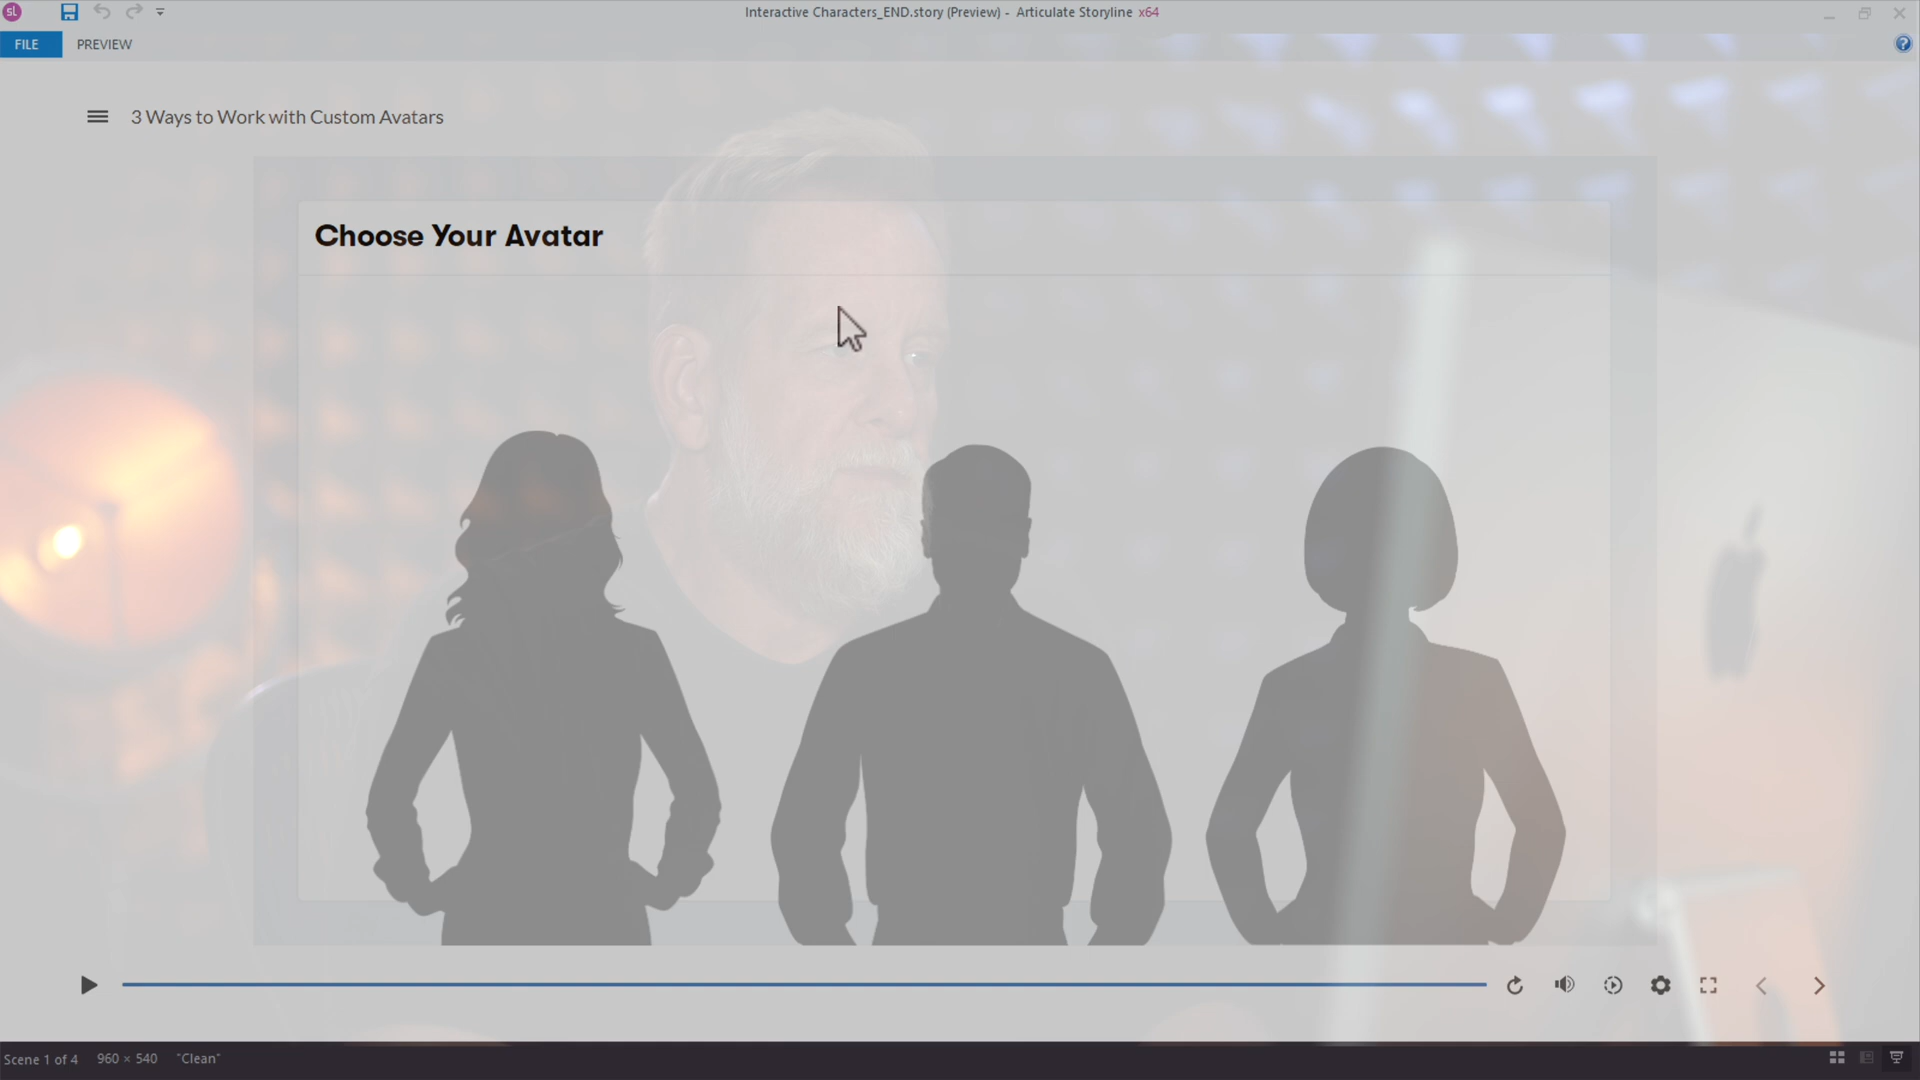 sl
Interactive Characters_END.story (Preview) - Articulate Storyline x64
FILE PREVIEW
?
3 Ways to Work with Custom Avatars
Choose Your Avatar
Scene 1 of 4 960 × 540 "Clean"